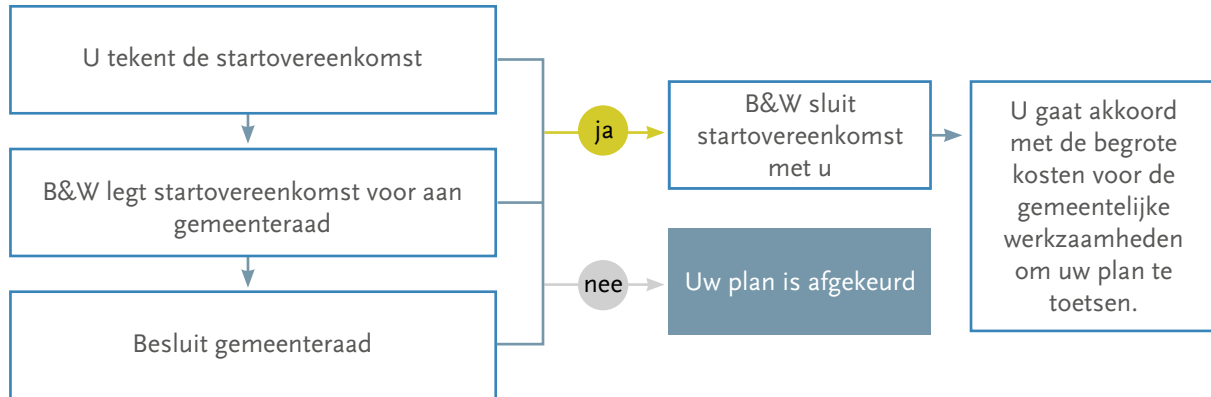 U tekent de startovereenkomst
B&W legt startovereenkomst voor aan
gemeenteraad
Besluit gemeenteraad
ja
nee
B&W sluit
startovereenkomst
met u
Uw plan is afgekeurd
U gaat akkoord
met de begrote
kosten voor de
gemeentelijke
werkzaamheden
om uw plan te
toetsen.